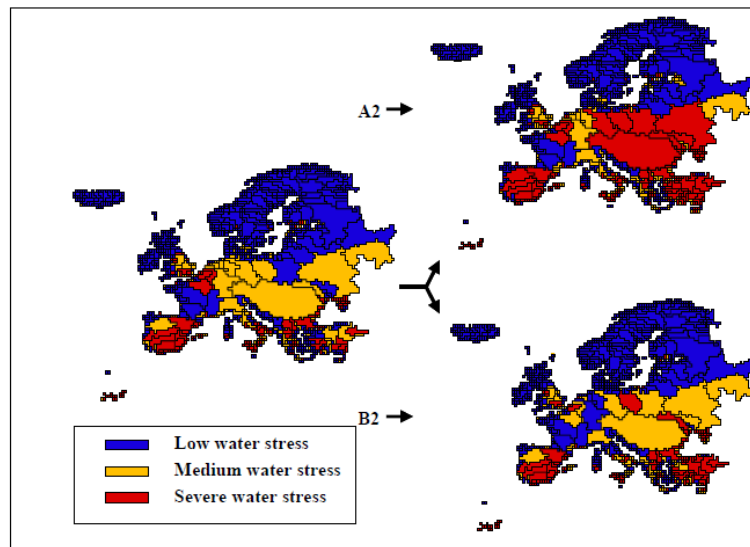 A2
B2
Low water stress
Medium water stress
Severe water stress